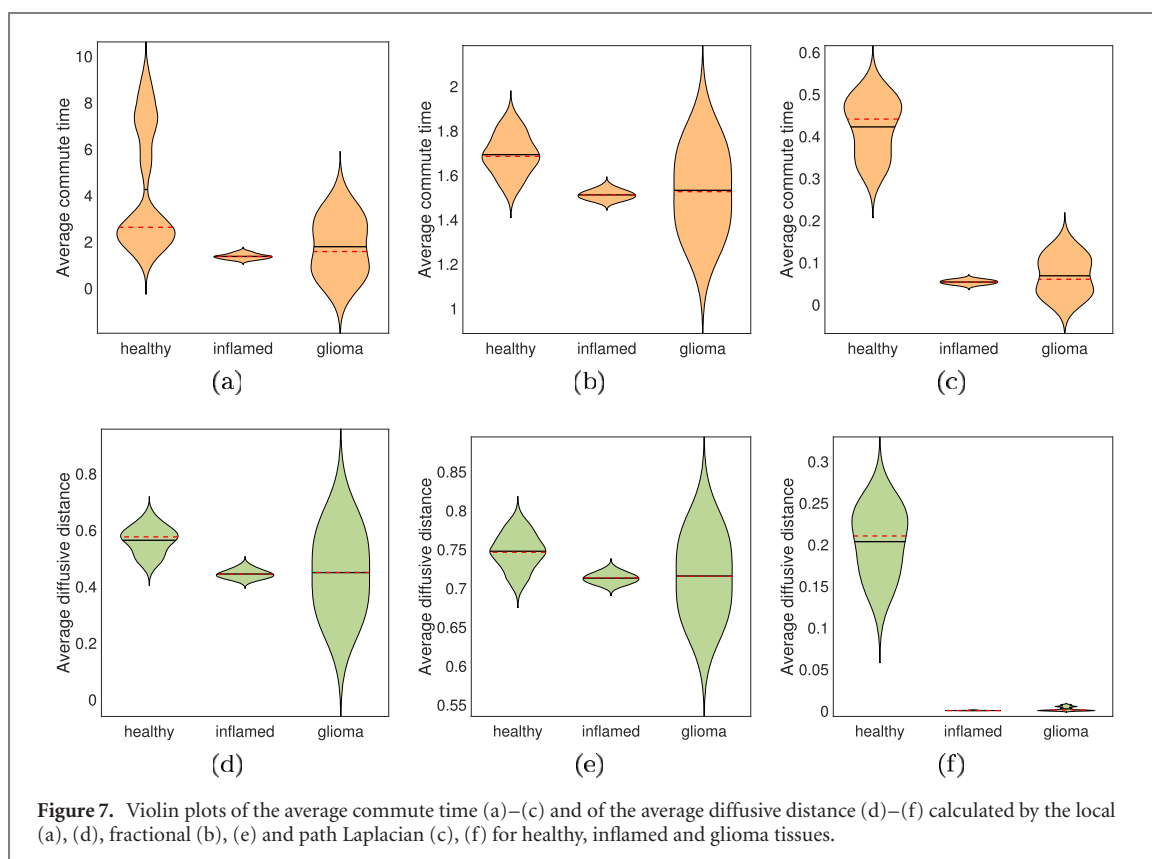 Average commute time
10
8
6
4
2
0
healthy inflamed glioma
(a)
Average commute time
2
1.8
1.6
1.4
1.2
1
healthy inflamed glioma
(b)
Average commute time
0.6
0.5
0.4
0.3
0.2
0.1
0
healthy inflamed glioma
(c)
Average diffusive distance
0.8
0.6
0.4
0.2
0
healthy inflamed glioma
(d)
Average diffusive distance
0.85
0.8
0.75
0.7
0.65
0.6
0.55
healthy inflamed glioma
(e)
Average diffusive distance
0.3
0.25
0.2
0.15
0.1
0.05
0
healthy inflamed glioma
(f)
Figure 7. Violin plots of the average commute time (a)–(c) and of the average diffusive distance (d)–(f) calculated by the local
(a), (d), fractional (b), (e) and path Laplacian (c), (f) for healthy, inflamed and glioma tissues.